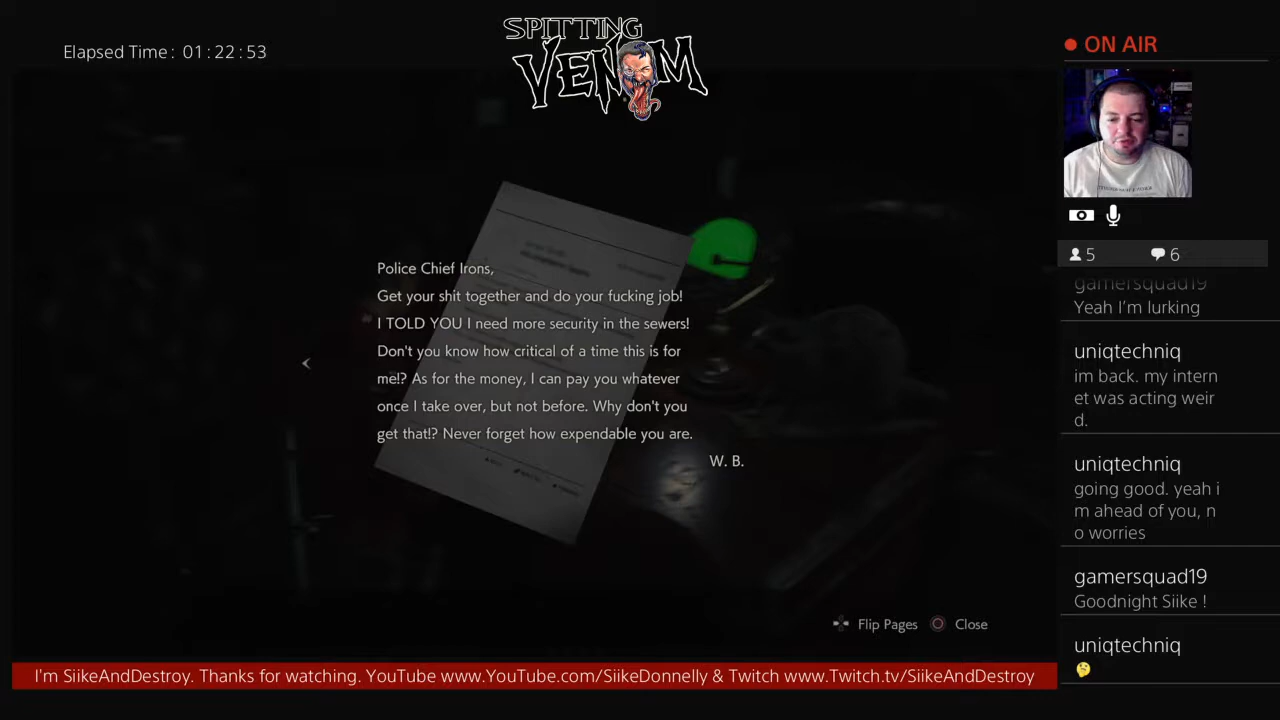 Elapsed Time: 01:22:53
SPITTING
VENOM
ON AIR
5
6
Police Chief Irons,
Get your shit together and do your fucking job!
I TOLD YOU I need more security in the sewers!
Don't you know how critical of a time this is for
me!? As for the money, I can pay you whatever
once I take over, but not before. Why don't you
get that!? Never forget how expendable you are.
W. B.
Flip Pages
Close
gamersquad19
Yeah I'm lurking
uniqtechniq
im back. my intern
et was acting weir
d.
uniqtechniq
going good. yeah i
m ahead of you, n
o worries
gamersquad19
Goodnight Siike !
uniqtechniq
🤔
I'm SiikeAndDestroy. Thanks for watching. YouTube www.YouTube.com/SiikeDonnelly & Twitch www.Twitch.tv/SiikeAndDestroy